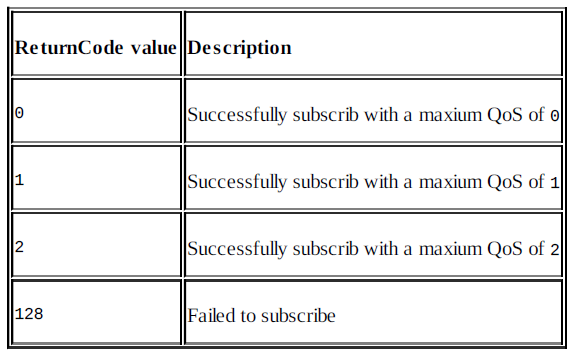 ReturnCode value Description
0 Successfully subscrib with a maxium QoS of 0
1 Successfully subscrib with a maxium QoS of 1
2 Successfully subscrib with a maxium QoS of 2
128 Failed to subscribe